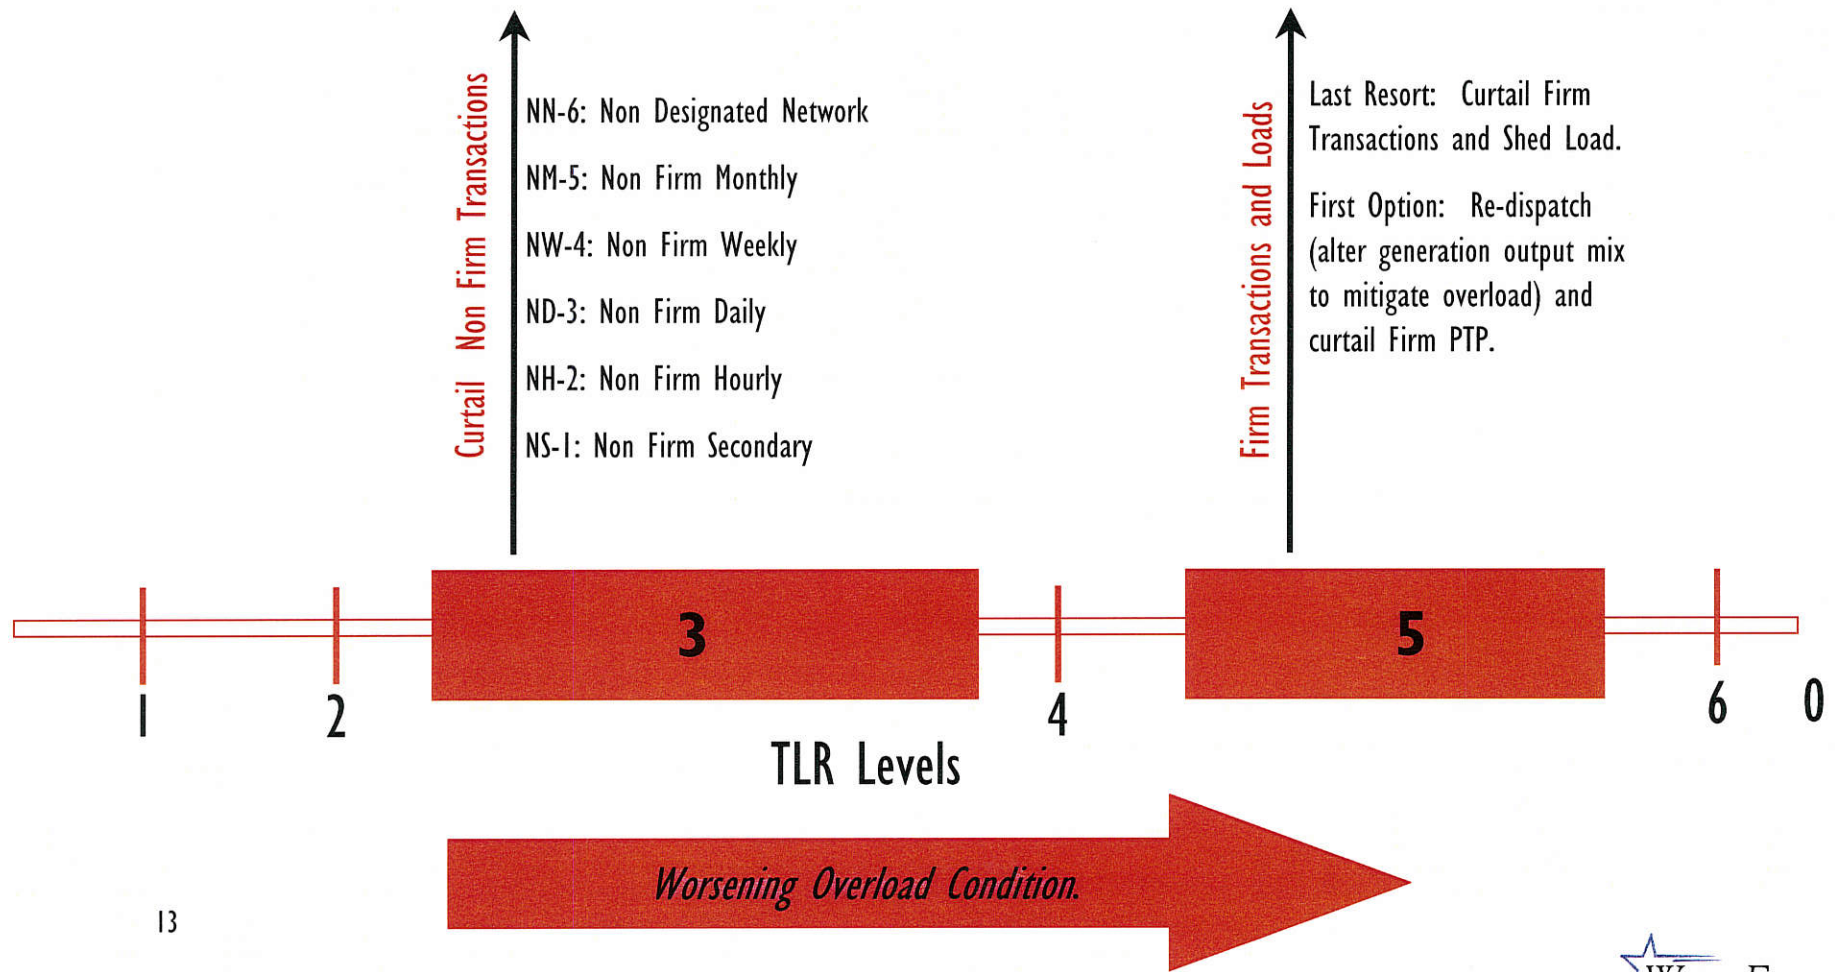 Curtail Non Firm Transactions
NN-6: Non Designated Network
NM-5: Non Firm Monthly
NW-4: Non Firm Weekly
ND-3: Non Firm Daily
NH-2: Non Firm Hourly
NS-1: Non Firm Secondary
Firm Transactions and Loads
Last Resort: Curtail Firm
Transactions and Shed Load.
First Option: Re-dispatch
(alter generation output mix
to mitigate overload) and
curtail Firm PTP.
3
5
1
2
4
6
0
TLR Levels
Worsening Overload Condition.
13